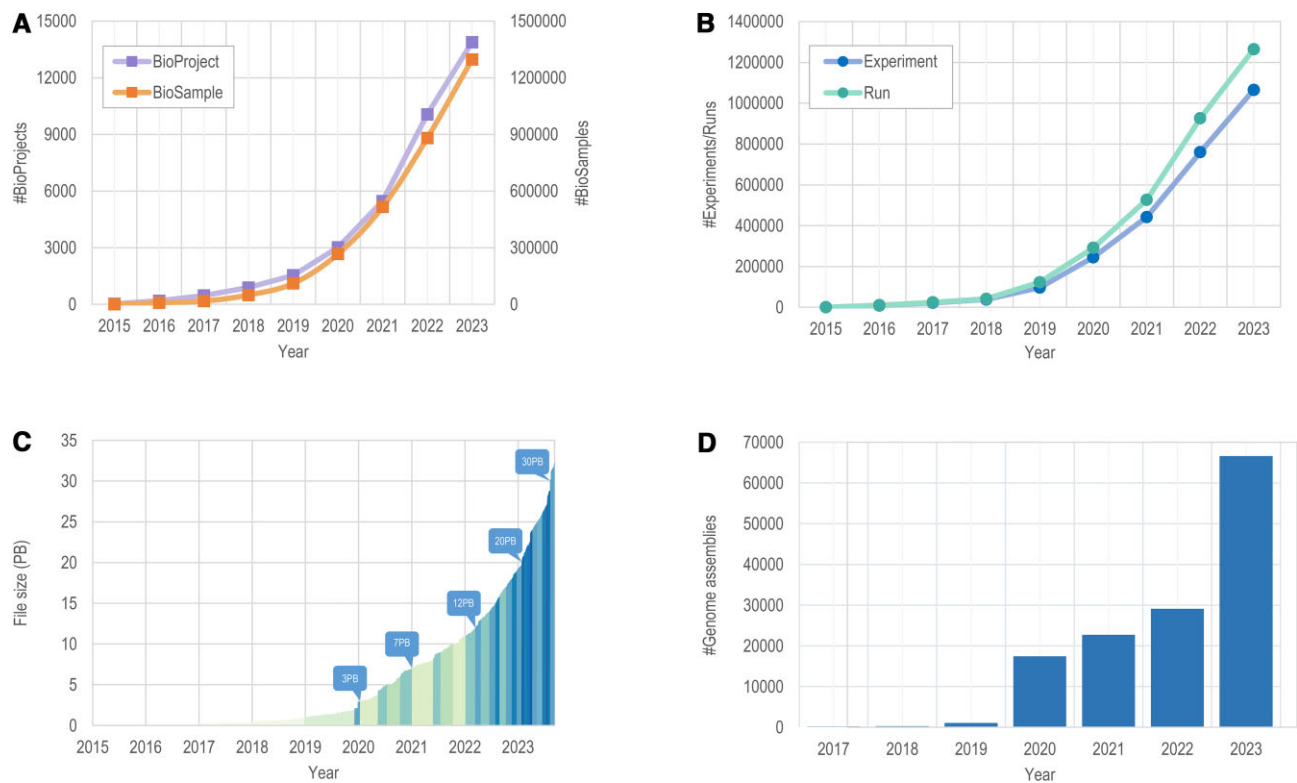 A
15000
12000
9000
6000
3000
0
#BioProjects
BioProject
BioSample
1500000
1200000
900000
600000
300000
0
#BioSamples
2015 2016 2017 2018 2019 2020 2021 2022 2023
Year
B
1400000
1200000
1000000
800000
600000
400000
200000
0
#Experiments/Runs
Experiment
Run
2015 2016 2017 2018 2019 2020 2021 2022 2023
Year
C
35
30
25
20
15
10
5
0
File size (PB)
3PB
7PB
12PB
20PB
30PB
2015 2016 2017 2018 2019 2020 2021 2022 2023
Year
D
70000
60000
50000
40000
30000
20000
10000
0
#Genome assemblies
2017 2018 2019 2020 2021 2022 2023
Year